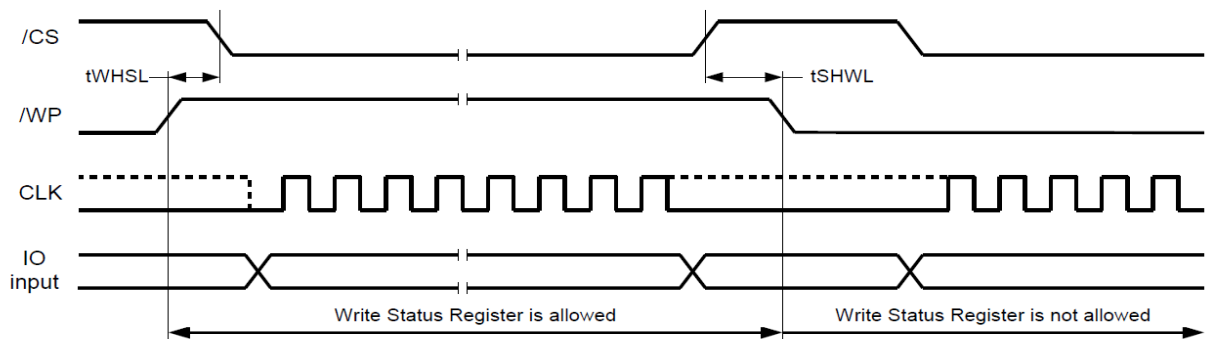 /CS
tWHSL
tSHWL
/WP
CLK
IO
input
Write Status Register is allowed
Write Status Register is not allowed